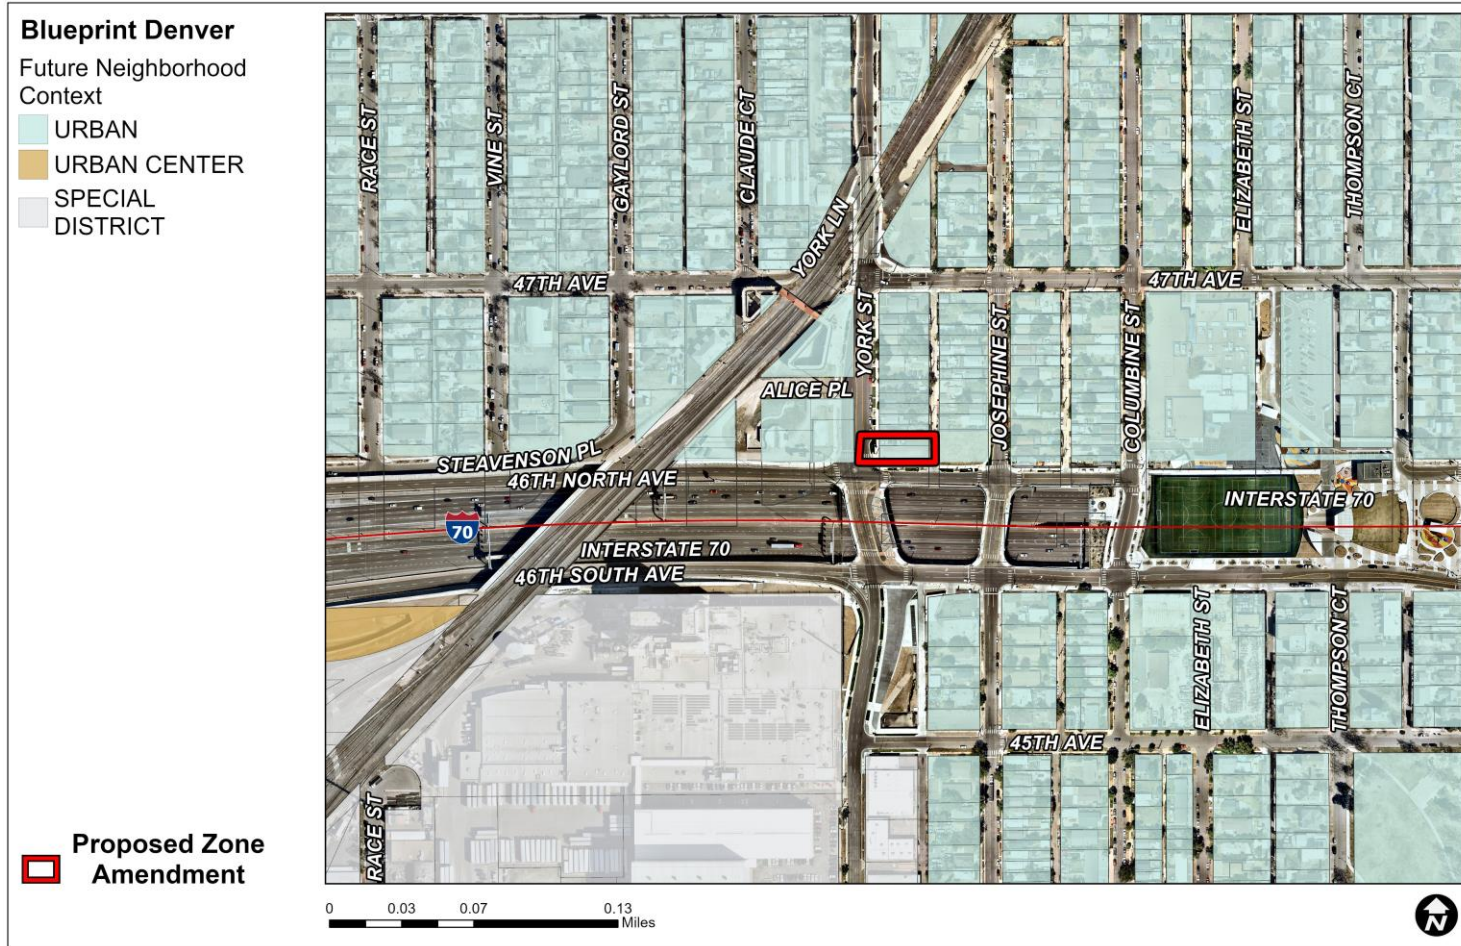 Blueprint Denver
Future Neighborhood
Context
URBAN
URBAN CENTER
SPECIAL
DISTRICT
RACE ST
VINE ST
GAYLORD ST
CLAUDE CT
YORK LN
ELIZABETH ST
THOMPSON CT
47TH AVE
47TH AVE
YORK ST
JOSEPHINE ST
COLUMBINE ST
ALICE PL
STEAVENSON PL
46TH NORTH AVE
INTERSTATE 70
70
INTERSTATE 70
46TH SOUTH AVE
ELIZABETH ST
THOMPSON CT
45TH AVE
RACE ST
Proposed Zone
Amendment
0 0.03 0.07 0.13
Miles
N